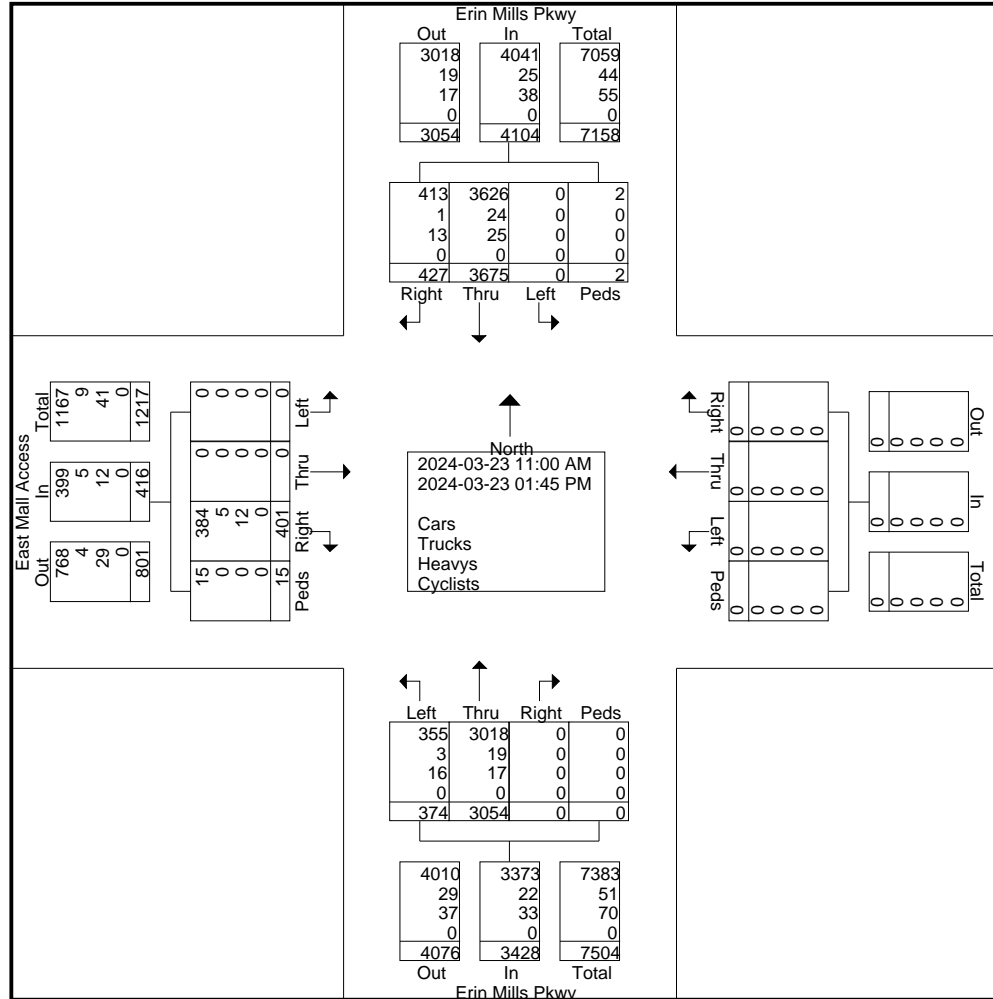 Erin Mills Pkwy
Out In Total
3018 4041 7059
19 25 44
17 38 55
0 0 0
3054 4104 7158
413 3626 0 2
1 24 0 0
13 25 0 0
0 0 0 0
427 3675 0 2
Right Thru Left Peds
East Mall Access
Total
1167 9 41 0 1217
In
399 5 12 0 416
Out
768 4 29 0 801
Left
0 0 0 0 0
Thru
0 0 0 0 0
Right
384 5 12 0 401
Peds
15 0 0 0 15
North
2024-03-23 11:00 AM
2024-03-23 01:45 PM
Cars
Trucks
Heavys
Cyclists
Right
0 0 0 0 0
Thru
0 0 0 0 0
Left
0 0 0 0 0
Peds
0 0 0 0 0
Out
0 0 0 0 0
In
0 0 0 0 0
Total
0 0 0 0 0
Left Thru Right Peds
355 3018 0 0
3 19 0 0
16 17 0 0
0 0 0 0
374 3054 0 0
4010 3373 7383
29 22 51
37 33 70
0 0 0
4076 3428 7504
Out In Total
Erin Mills Pkwy